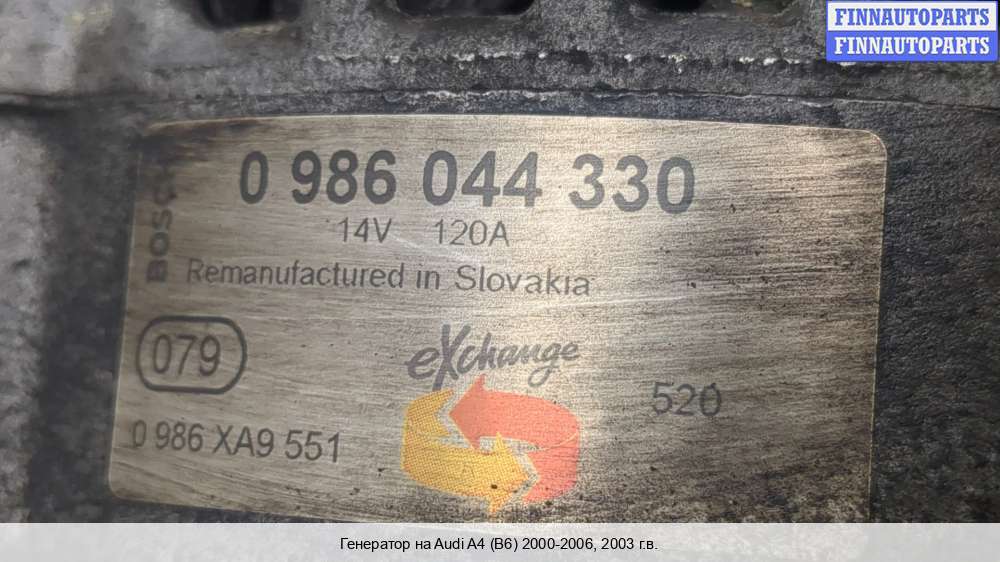 FINNAUTOPARTS
FINNAUTOPARTS
BOSCH
0 986 044 330
14V 120A
Remanufactured in Slovakia
079
eXchange
520
0 986 XA9 551
Генератор на Audi A4 (B6) 2000-2006, 2003 г.в.